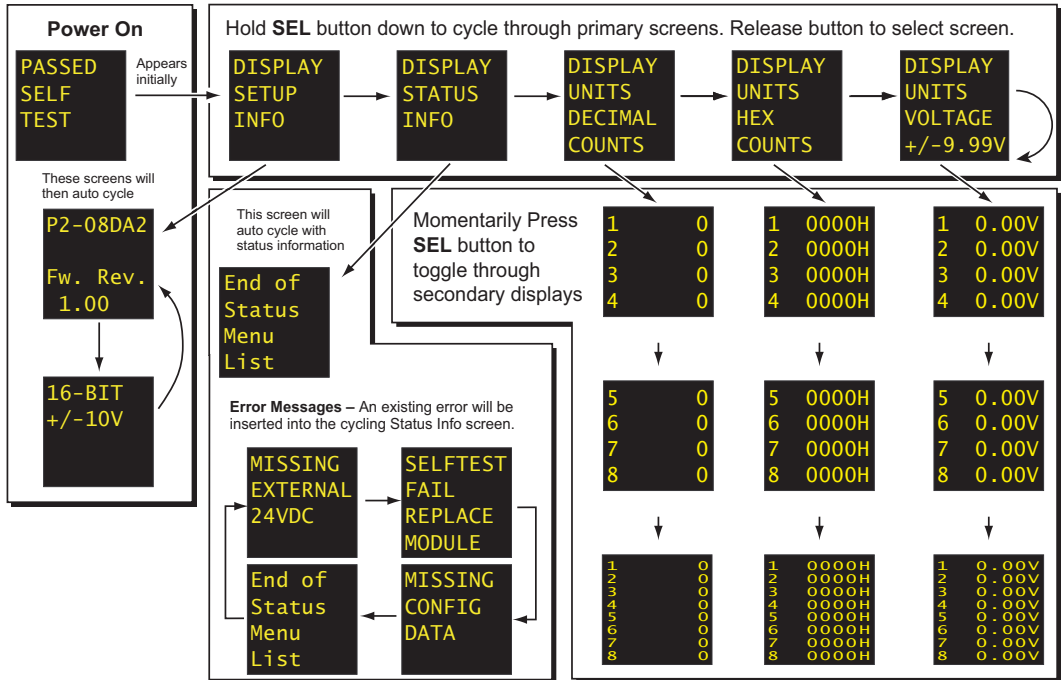 Power On
PASSED
SELF
TEST
Appears
initially
These screens will
then auto cycle
P2-08DA2
Fw. Rev.
1.00
16-BIT
+/-10V
Hold SEL button down to cycle through primary screens. Release button to select screen.
DISPLAY
SETUP
INFO
DISPLAY
STATUS
INFO
DISPLAY
UNITS
DECIMAL
COUNTS
DISPLAY
UNITS
HEX
COUNTS
DISPLAY
UNITS
VOLTAGE
+/-9.99V
This screen will
auto cycle with
status information
End of
Status
Menu
List
Error Messages – An existing error will be
inserted into the cycling Status Info screen.
MISSING
EXTERNAL
24VDC
SELFTEST
FAIL
REPLACE
MODULE
End of
Status
Menu
List
MISSING
CONFIG
DATA
Momentarily Press
SEL button to
toggle through
secondary displays
1 0
2 0
3 0
4 0
1 0000H
2 0000H
3 0000H
4 0000H
1 0.00V
2 0.00V
3 0.00V
4 0.00V
5 0
6 0
7 0
8 0
5 0000H
6 0000H
7 0000H
8 0000H
5 0.00V
6 0.00V
7 0.00V
8 0.00V
1 0
2 0
3 0
4 0
5 0
6 0
7 0
8 0
1 0000H
2 0000H
3 0000H
4 0000H
5 0000H
6 0000H
7 0000H
8 0000H
1 0.00V
2 0.00V
3 0.00V
4 0.00V
5 0.00V
6 0.00V
7 0.00V
8 0.00V